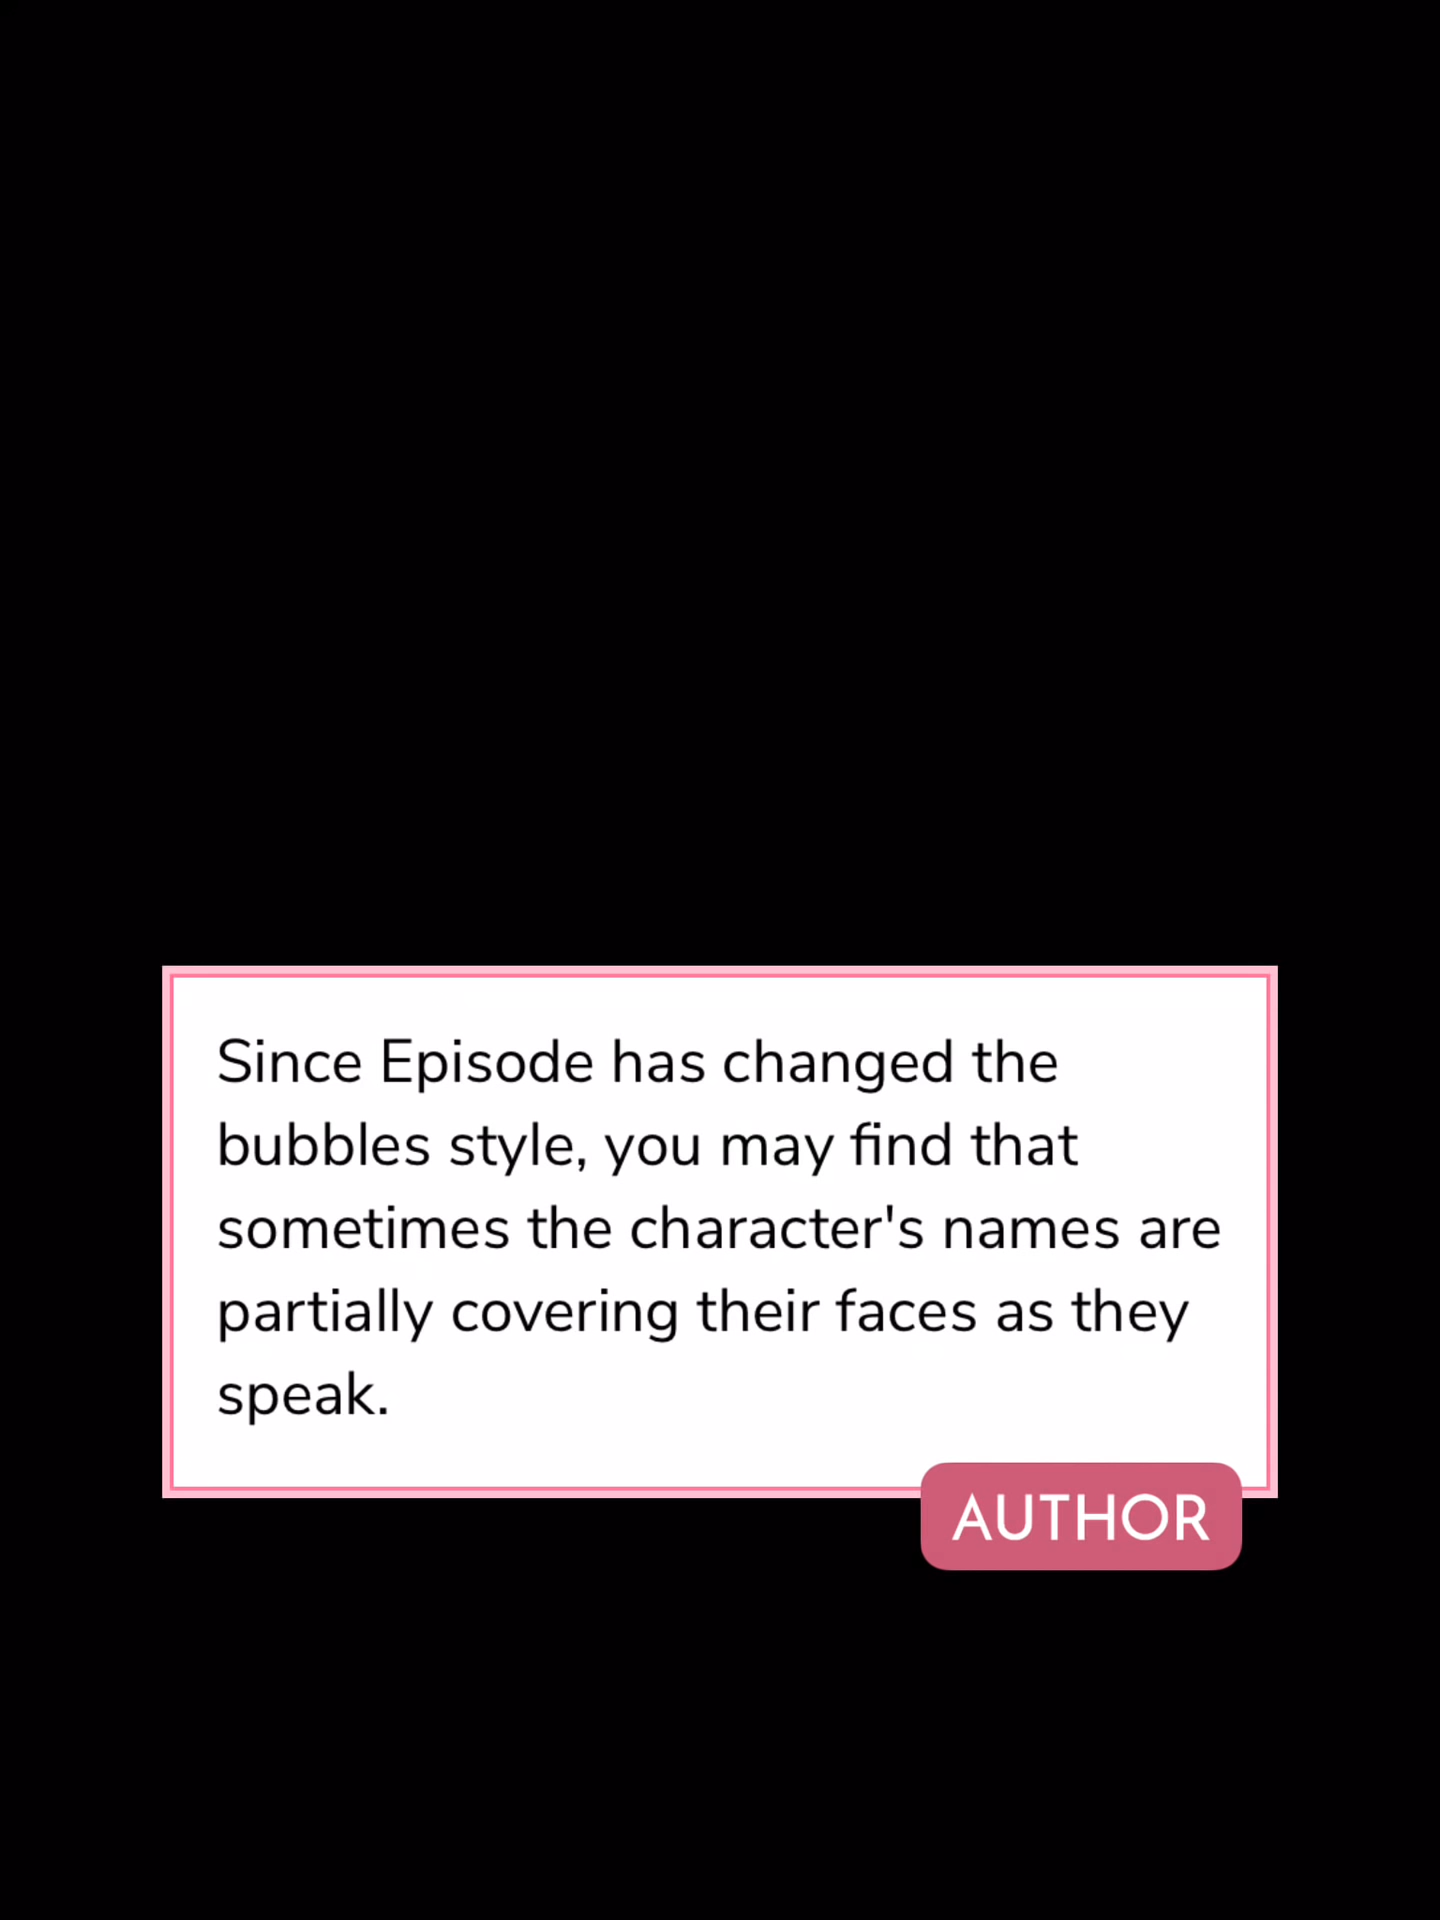 Since Episode has changed the
bubbles style, you may find that
sometimes the character's names are
partially covering their faces as they
speak.
AUTHOR